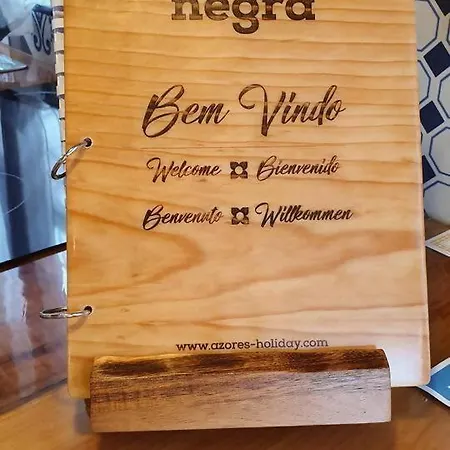 negra
Bem Vindo
Welcome Bienvenido
Benvenuto Willkommen
www.azores-holiday.com